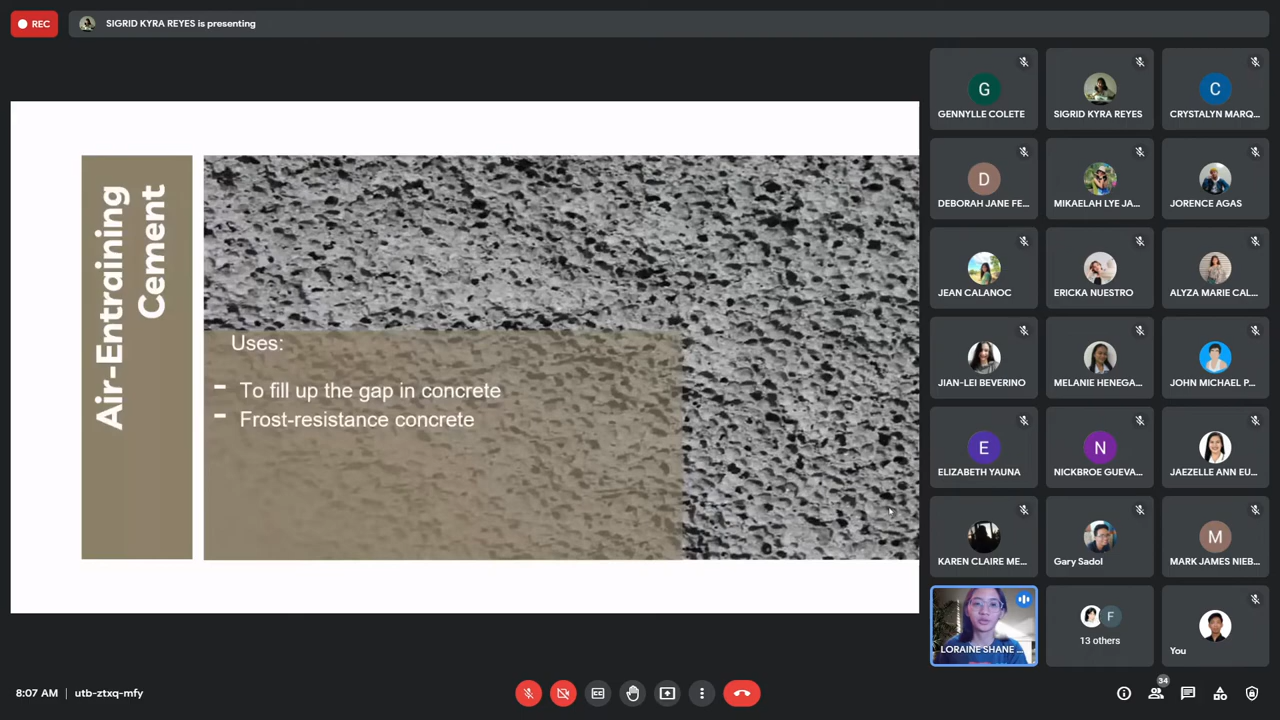 REC
SIGRID KYRA REYES is presenting
Air-Entraining
Cement
Uses:
- To fill up the gap in concrete
- Frost-resistance concrete
G
GENNYLLE COLETE
SIGRID KYRA REYES
C
CRYSTALYN MARQ...
D
DEBORAH JANE FE...
MIKAELAH LYE JA...
JORENCE AGAS
JEAN CALANOC
ERICKA NUESTRO
ALYZA MARIE CAL...
JIAN-LEI BEVERINO
MELANIE HENEGA...
JOHN MICHAEL P...
E
ELIZABETH YAUNA
N
NICKBROE GUEVA...
JAEZELLE ANN EU...
KAREN CLAIRE ME...
Gary Sadol
M
MARK JAMES NIEB...
LORAINE SHANE ...
F
13 others
You
8:07 AM | utb-ztxq-mfy
CC
34